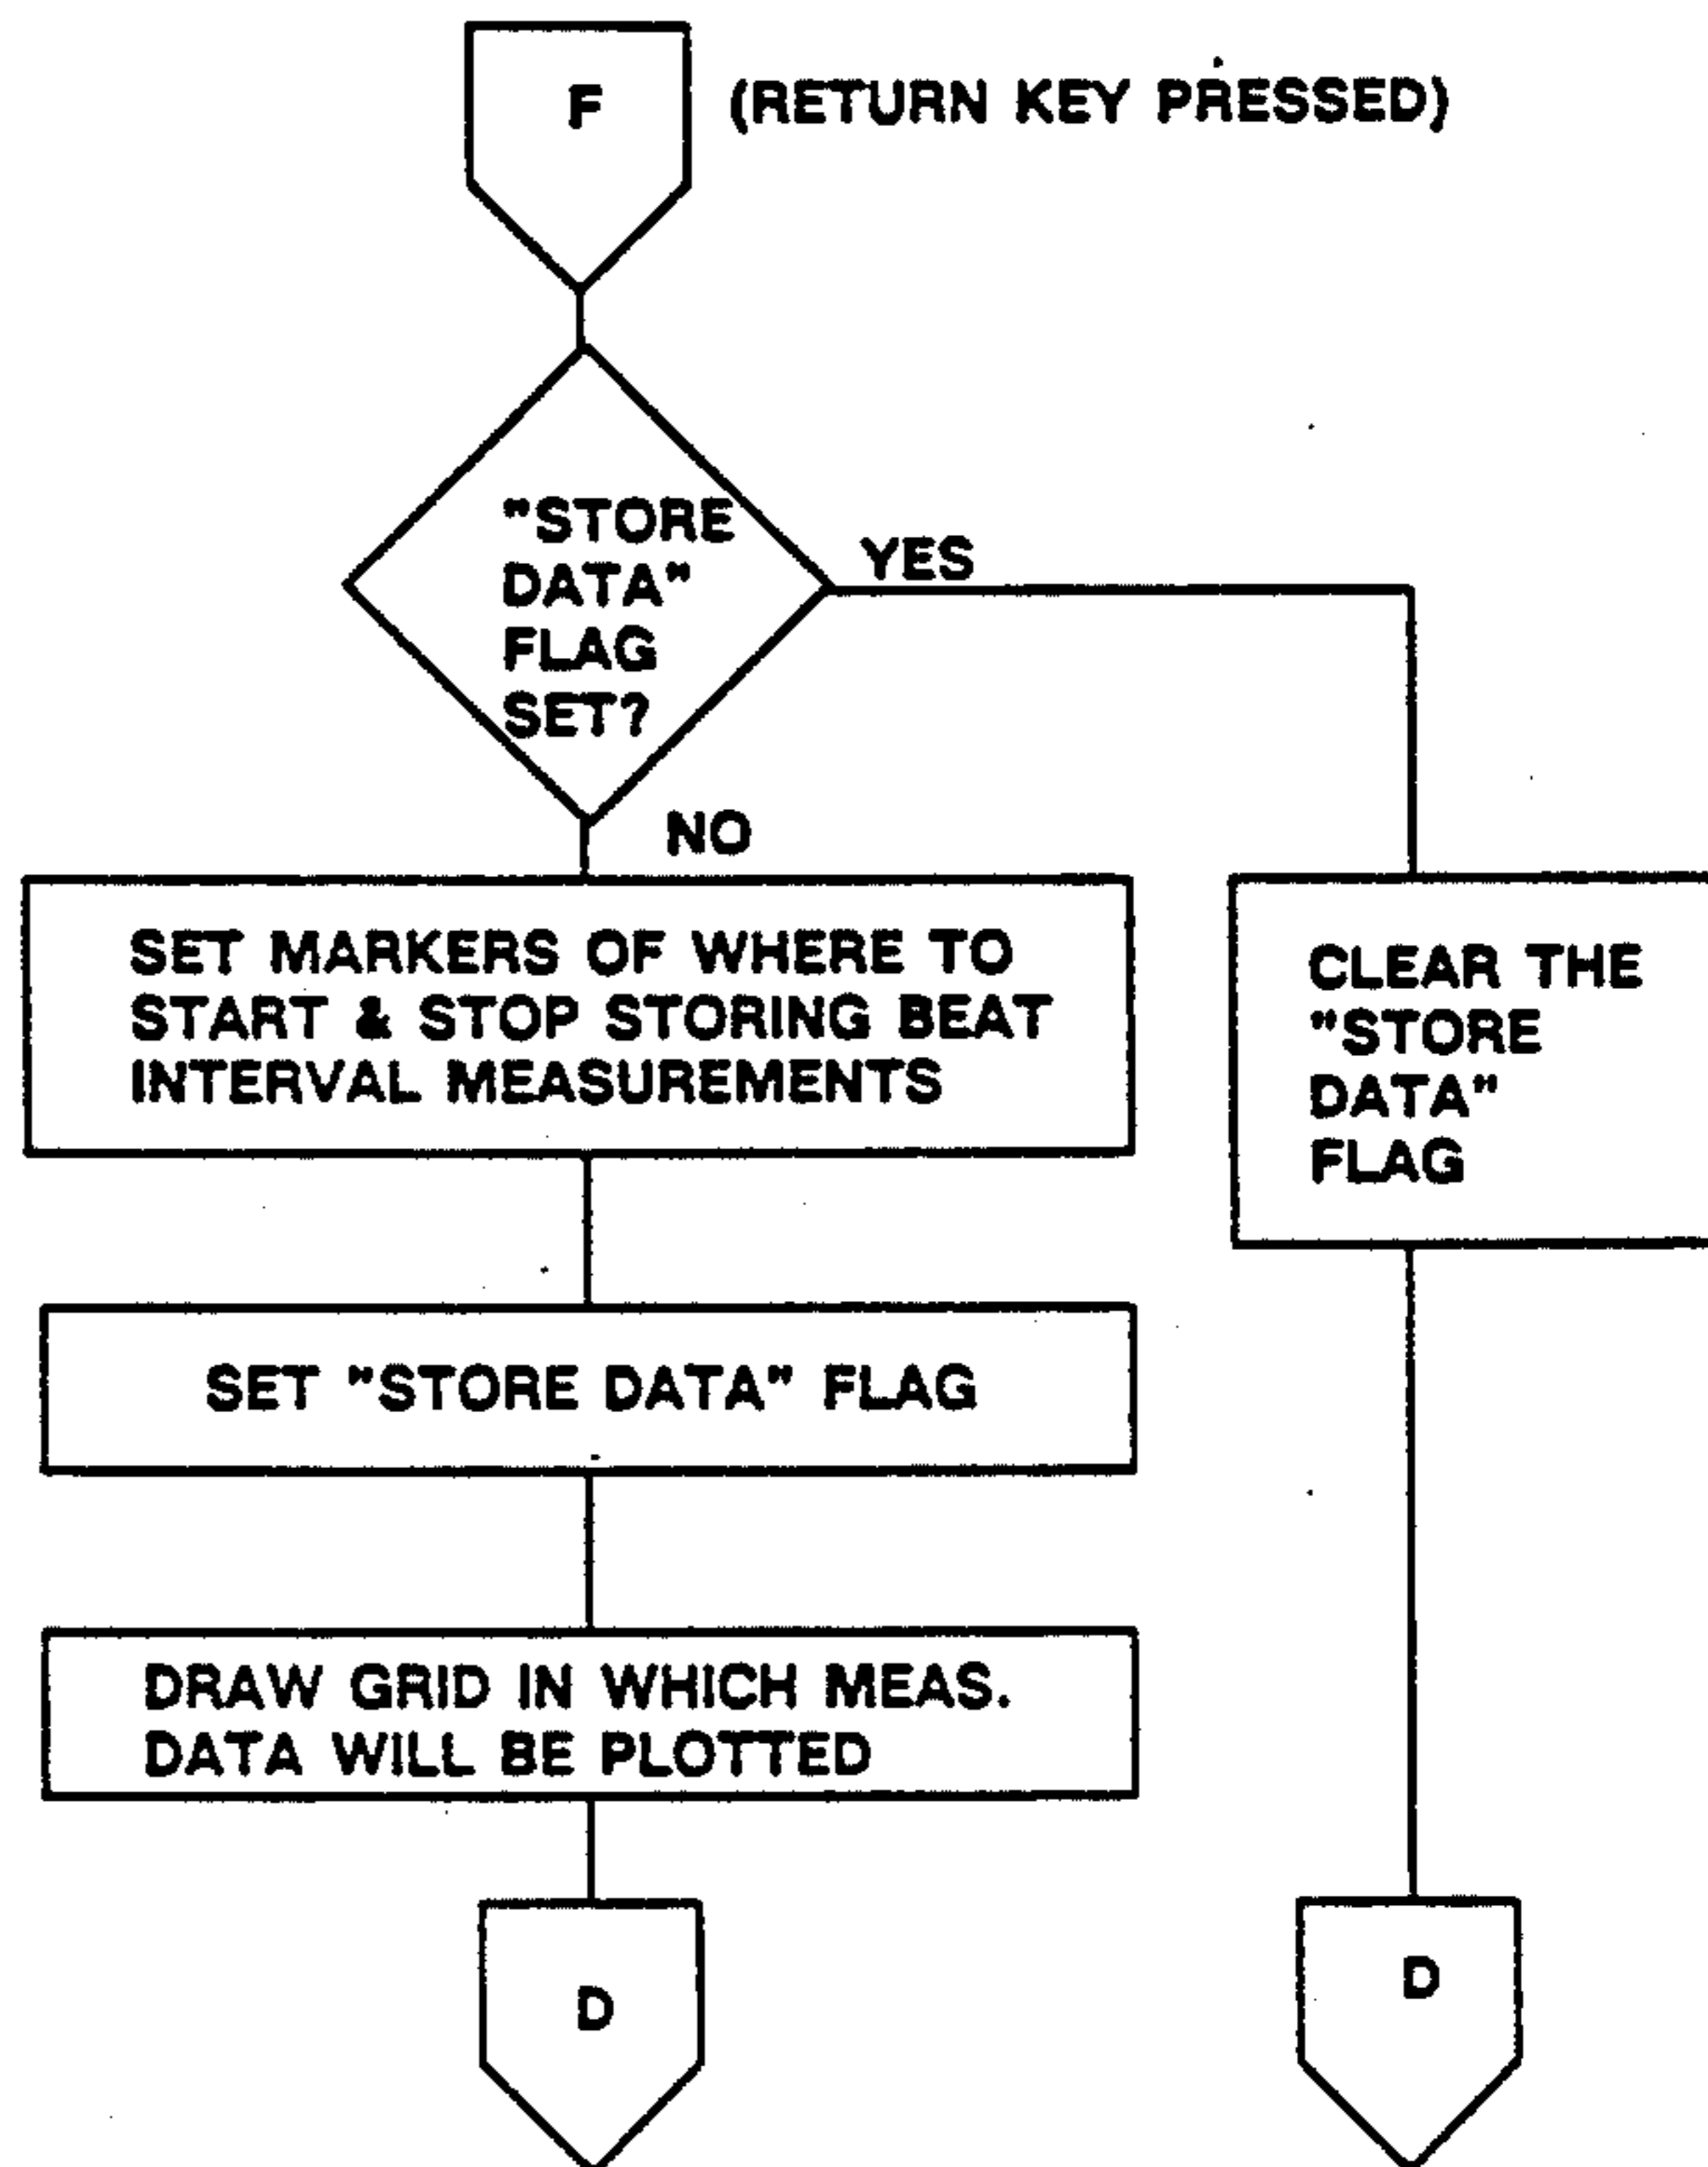 F
(RETURN KEY PRESSED)
"STORE
DATA"
FLAG
SET?
YES
NO
SET MARKERS OF WHERE TO
START & STOP STORING BEAT
INTERVAL MEASUREMENTS
CLEAR THE
"STORE
DATA"
FLAG
SET "STORE DATA" FLAG
DRAW GRID IN WHICH MEAS.
DATA WILL BE PLOTTED
D
D